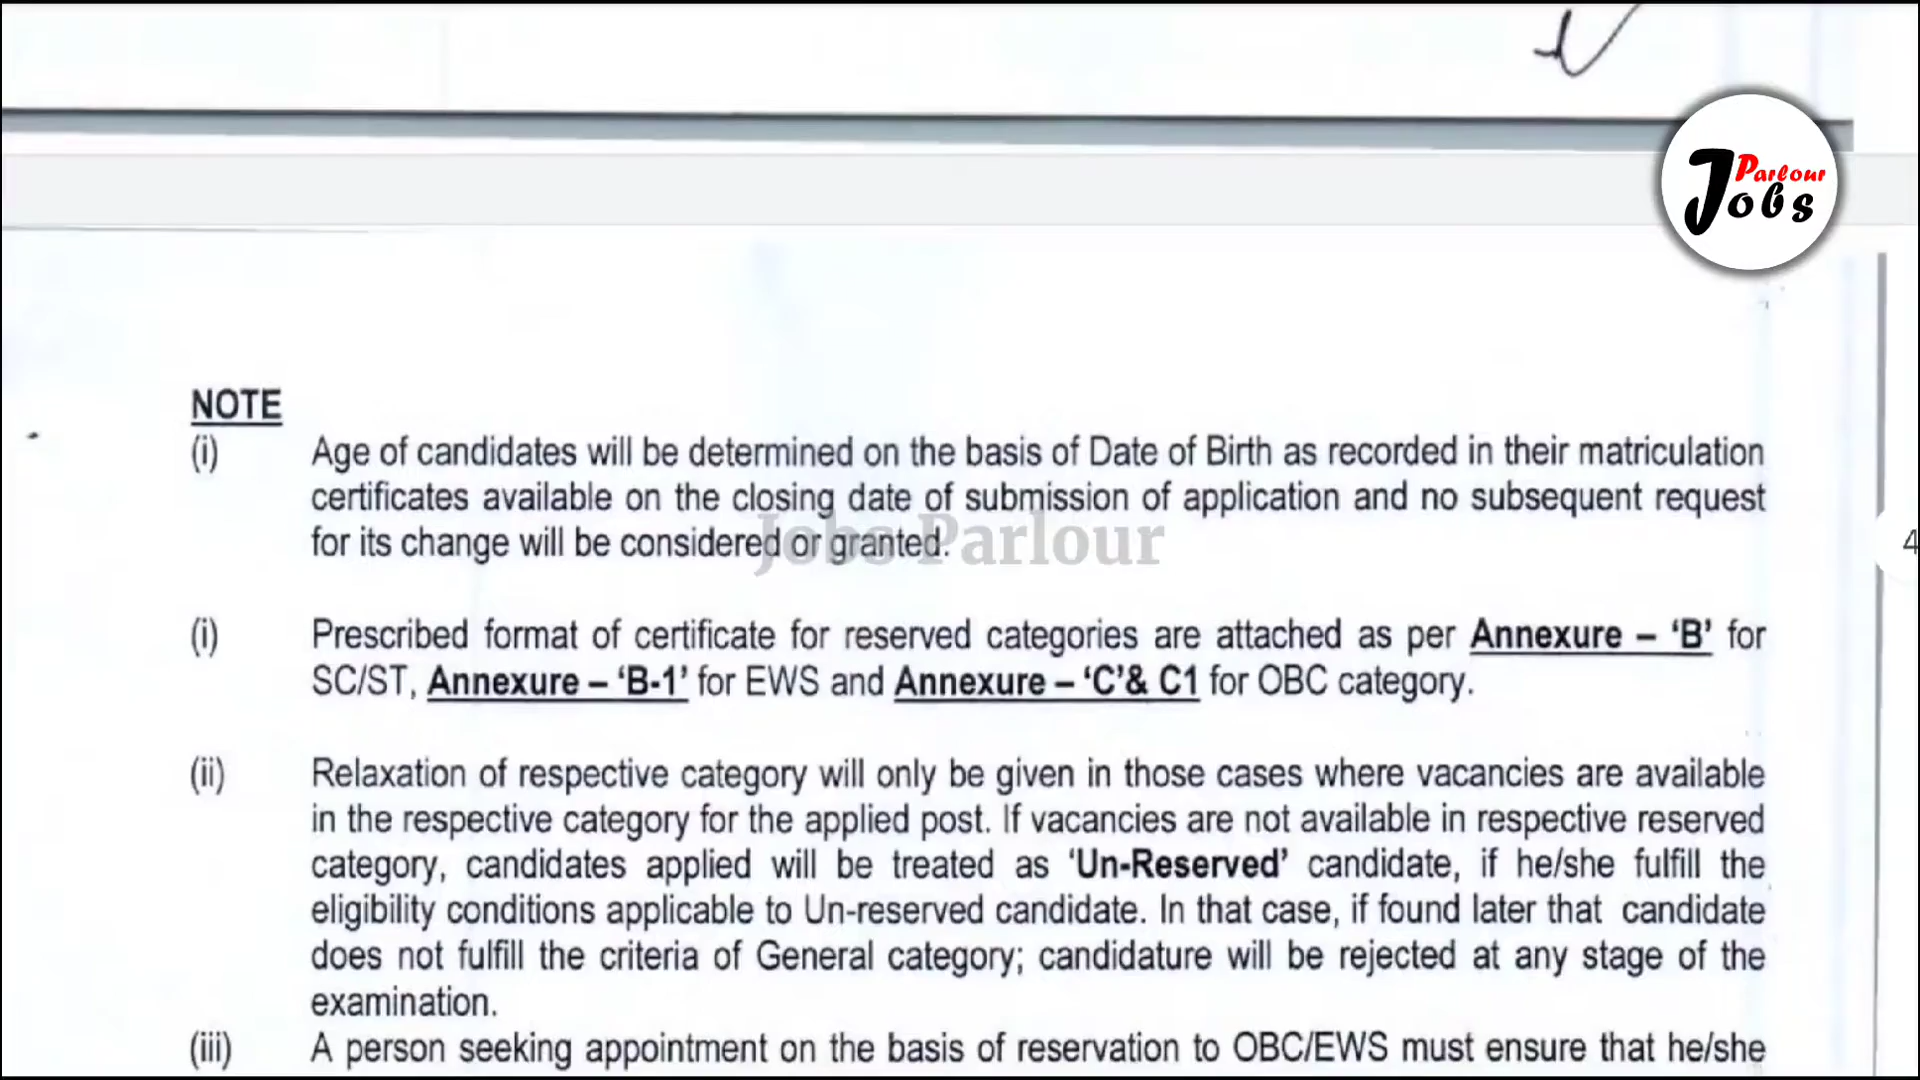 Parlour
Jobs
NOTE
(i) Age of candidates will be determined on the basis of Date of Birth as recorded in their matriculation
certificates available on the closing date of submission of application and no subsequent request
for its change will be considered or granted.
Jobs Parlour
(i) Prescribed format of certificate for reserved categories are attached as per Annexure – ‘B’ for
SC/ST, Annexure – ‘B-1’ for EWS and Annexure – ‘C’& C1 for OBC category.
(ii) Relaxation of respective category will only be given in those cases where vacancies are available
in the respective category for the applied post. If vacancies are not available in respective reserved
category, candidates applied will be treated as ‘Un-Reserved’ candidate, if he/she fulfill the
eligibility conditions applicable to Un-reserved candidate. In that case, if found later that candidate
does not fulfill the criteria of General category; candidature will be rejected at any stage of the
examination.
(iii) A person seeking appointment on the basis of reservation to OBC/EWS must ensure that he/she
4